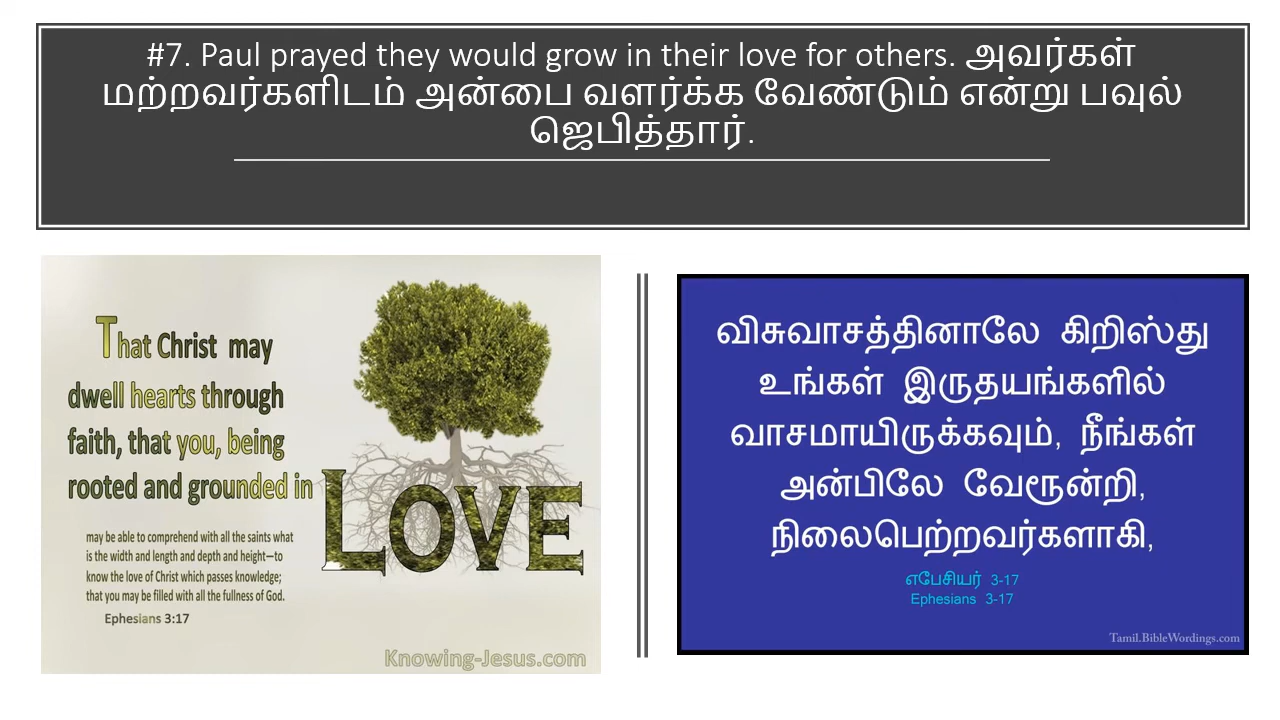 #7. Paul prayed they would grow in their love for others. அவர்கள்
மற்றவர்களிடம் அன்பை வளர்க்க வேண்டும் என்று பவுல்
ஜெபித்தார்.
That Christ may
dwell hearts through
faith, that you, being
rooted and grounded in
LOVE
may be able to comprehend with all the saints what
is the width and length and depth and height—to
know the love of Christ which passes knowledge;
that you may be filled with all the fullness of God.
Ephesians 3:17
Knowing-Jesus.com
விசுவாசத்தினாலே கிறிஸ்து
உங்கள் இருதயங்களில்
வாசமாயிருக்கவும், நீங்கள்
அன்பிலே வேரூன்றி,
நிலைபெற்றவர்களாகி,
எபேசியர் 3-17
Ephesians 3-17
Tamil.BibleWordings.com